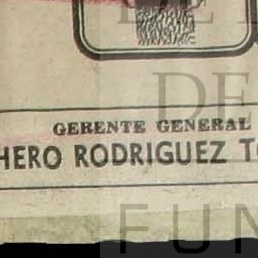 DE
GERENTE GENERAL
HERO RODRIGUEZ T
FUN